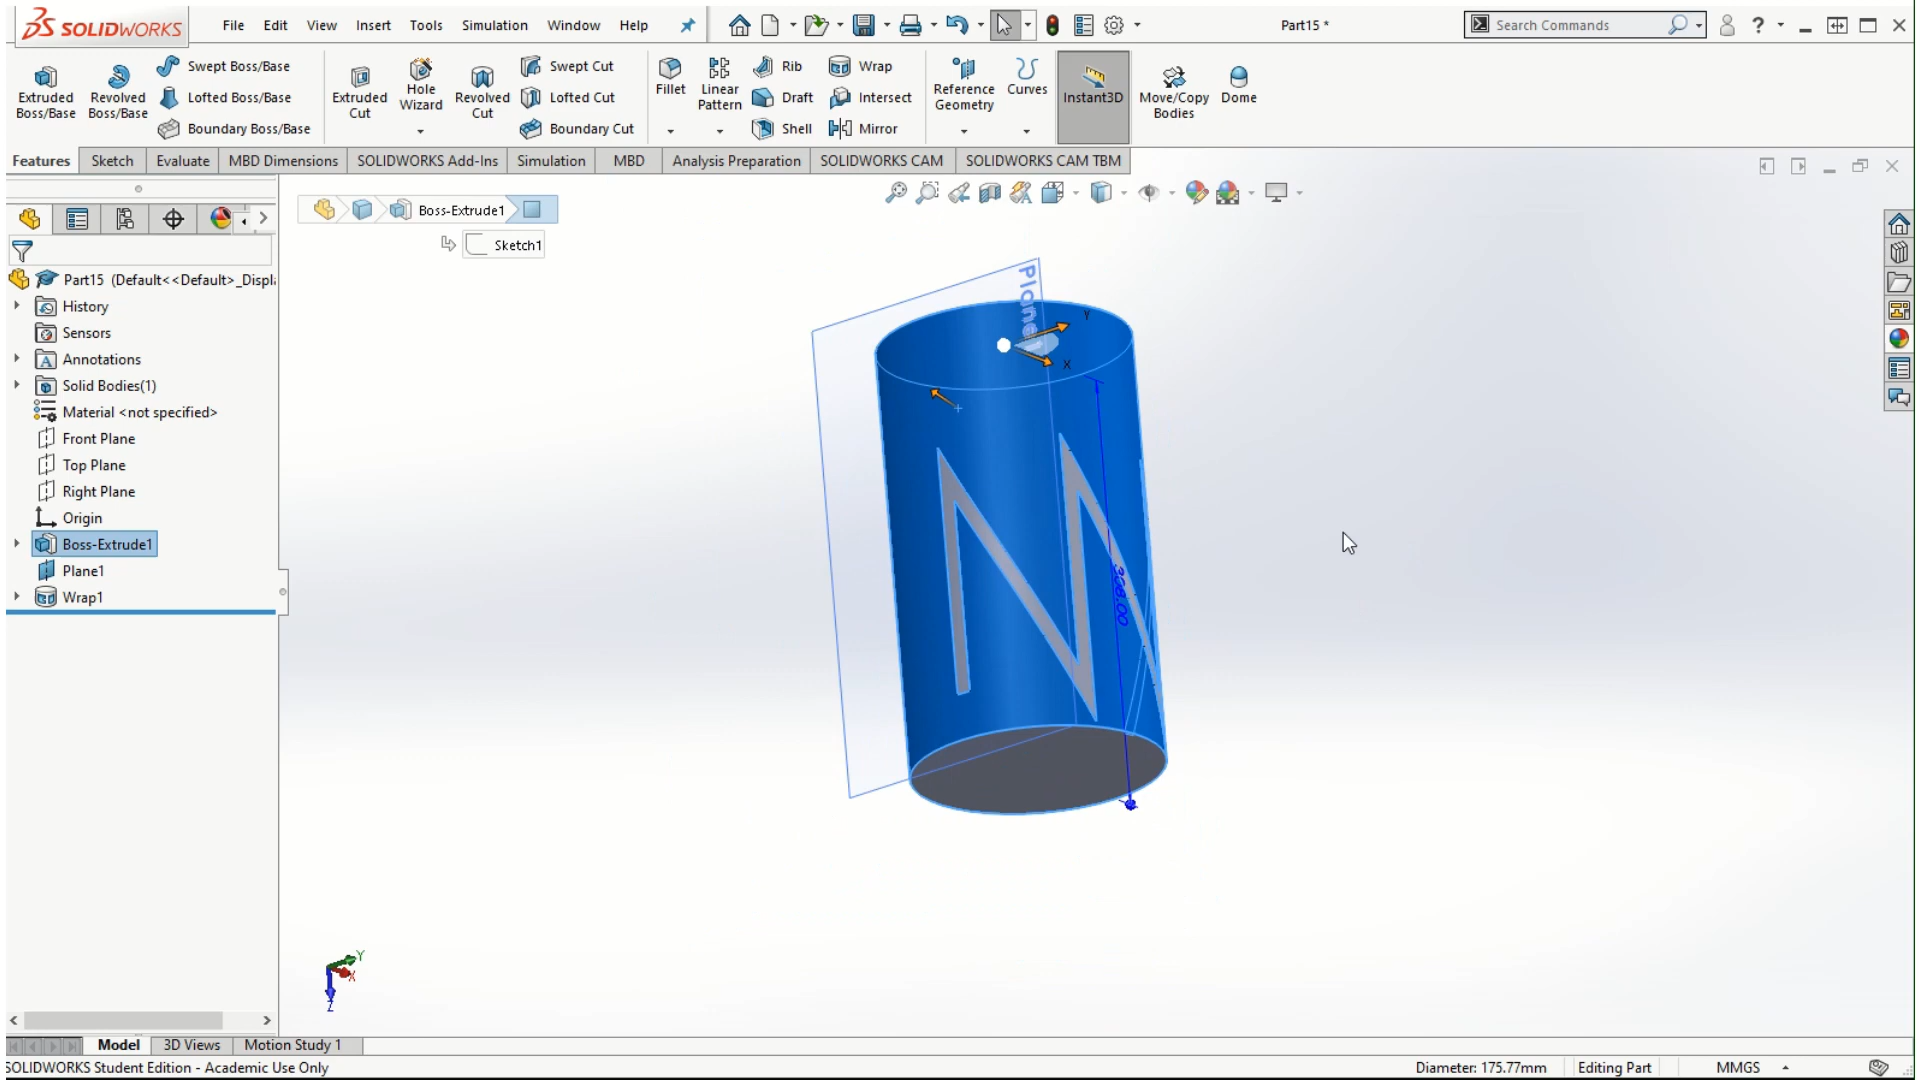 SOLIDWORKS File Edit View Insert Tools Simulation Window Help Part15 * Search Commands
Extruded Boss/Base
Revolved Boss/Base
Swept Boss/Base
Lofted Boss/Base
Boundary Boss/Base
Extruded Cut
Hole Wizard
Revolved Cut
Swept Cut
Lofted Cut
Boundary Cut
Fillet
Linear Pattern
Rib
Draft
Shell
Wrap
Intersect
Mirror
Reference Geometry
Curves
Instant3D
Move/Copy Bodies
Dome
Features Sketch Evaluate MBD Dimensions SOLIDWORKS Add-Ins Simulation MBD Analysis Preparation SOLIDWORKS CAM SOLIDWORKS CAM TBM
Boss-Extrude1
Sketch1
Part15 (Default<<Default>_Displ
History
Sensors
Annotations
Solid Bodies(1)
Material <not specified>
Front Plane
Top Plane
Right Plane
Origin
Boss-Extrude1
Plane1
Wrap1
Plane1
Y
X
338.00
Y
X
Z
Model 3D Views Motion Study 1
SOLIDWORKS Student Edition - Academic Use Only Diameter: 175.77mm Editing Part MMGS